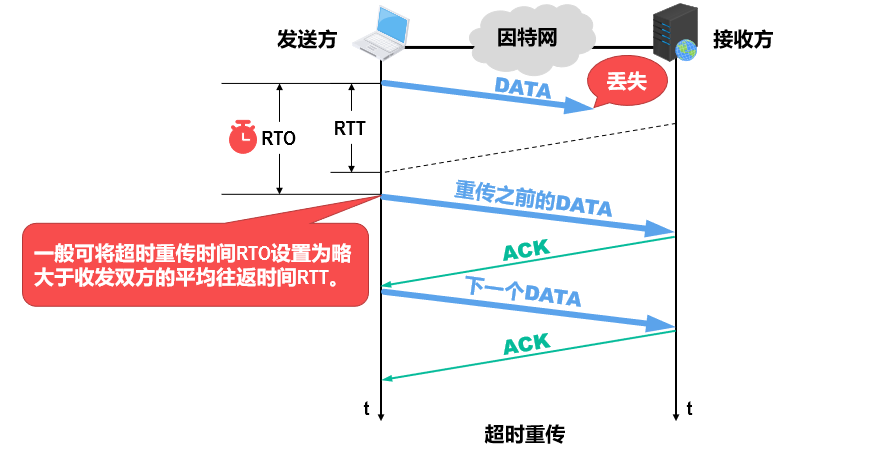 发送方
因特网
接收方
DATA
丢失
RTT
RTO
重传之前的DATA
一般可将超时重传时间RTO设置为略
大于收发双方的平均往返时间RTT。
ACK
下一个DATA
ACK
t
t
超时重传